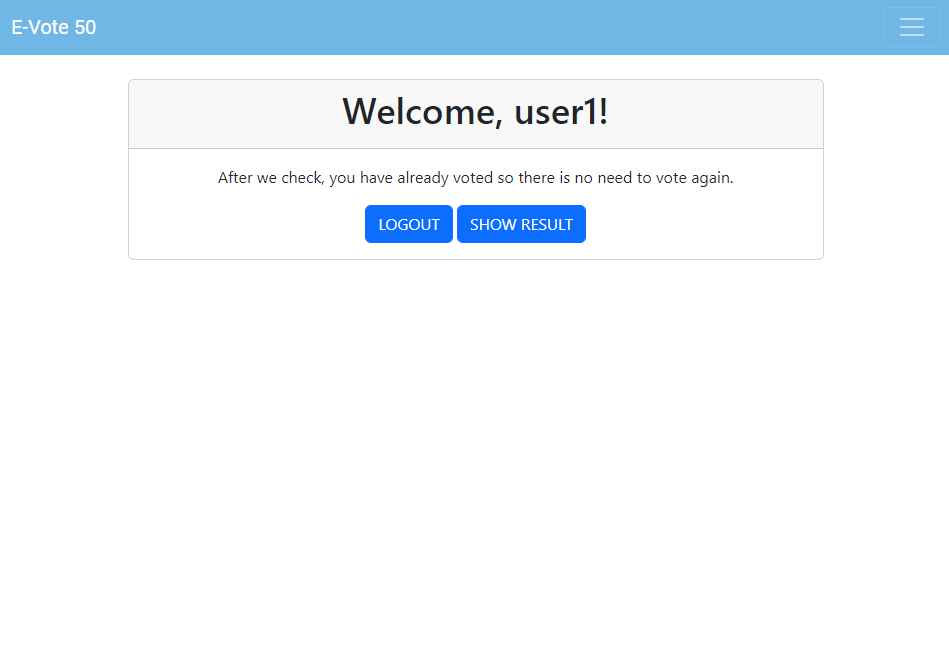 E-Vote 50
Welcome, user1!
After we check, you have already voted so there is no need to vote again.
LOGOUT SHOW RESULT